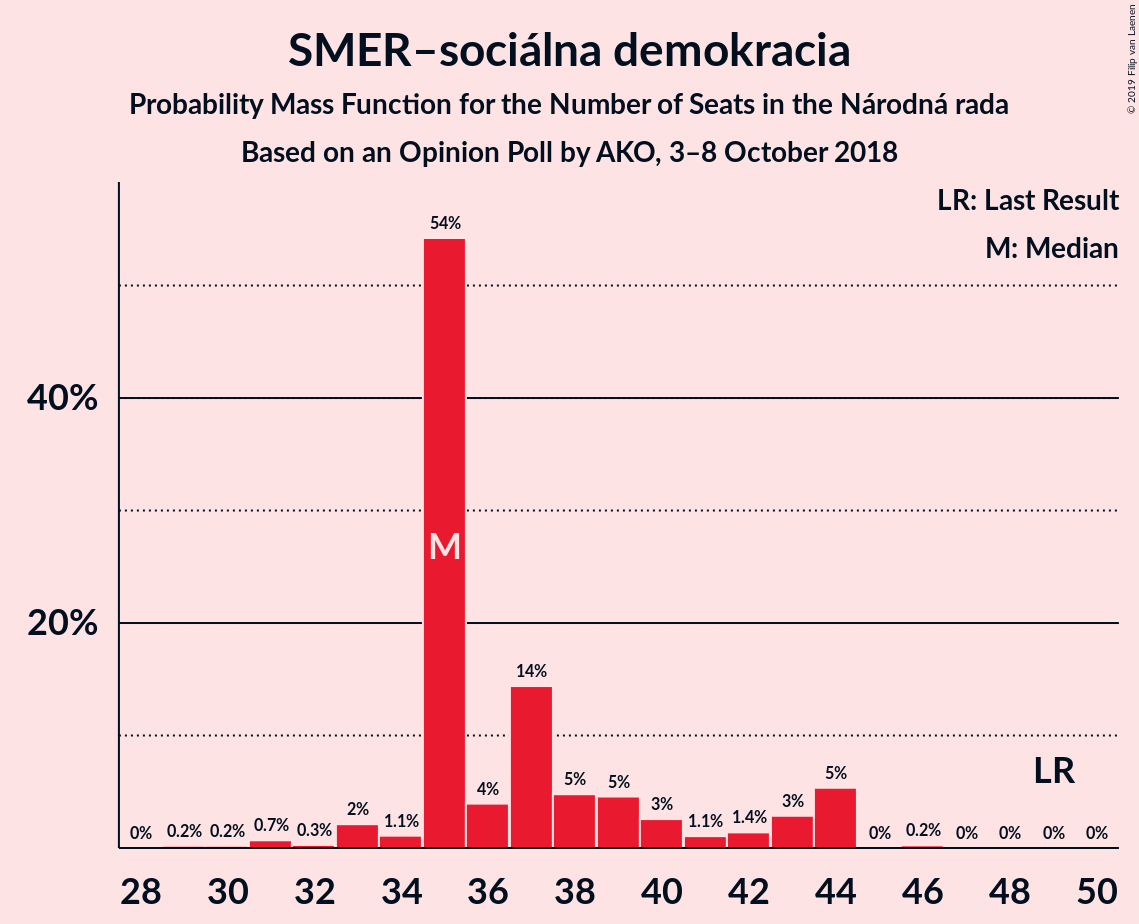 SMER–sociálna demokracia
Probability Mass Function for the Number of Seats in the Národná rada
Based on an Opinion Poll by AKO, 3–8 October 2018
© 2019 Filip van Laenen
LR: Last Result
M: Median
40%
20%
0%
0.2%
0.2%
0.7%
0.3%
2%
1.1%
54%
4%
14%
5%
5%
3%
1.1%
1.4%
3%
5%
0%
0.2%
0%
0%
0%
0%
M
LR
28 30 32 34 36 38 40 42 44 46 48 50